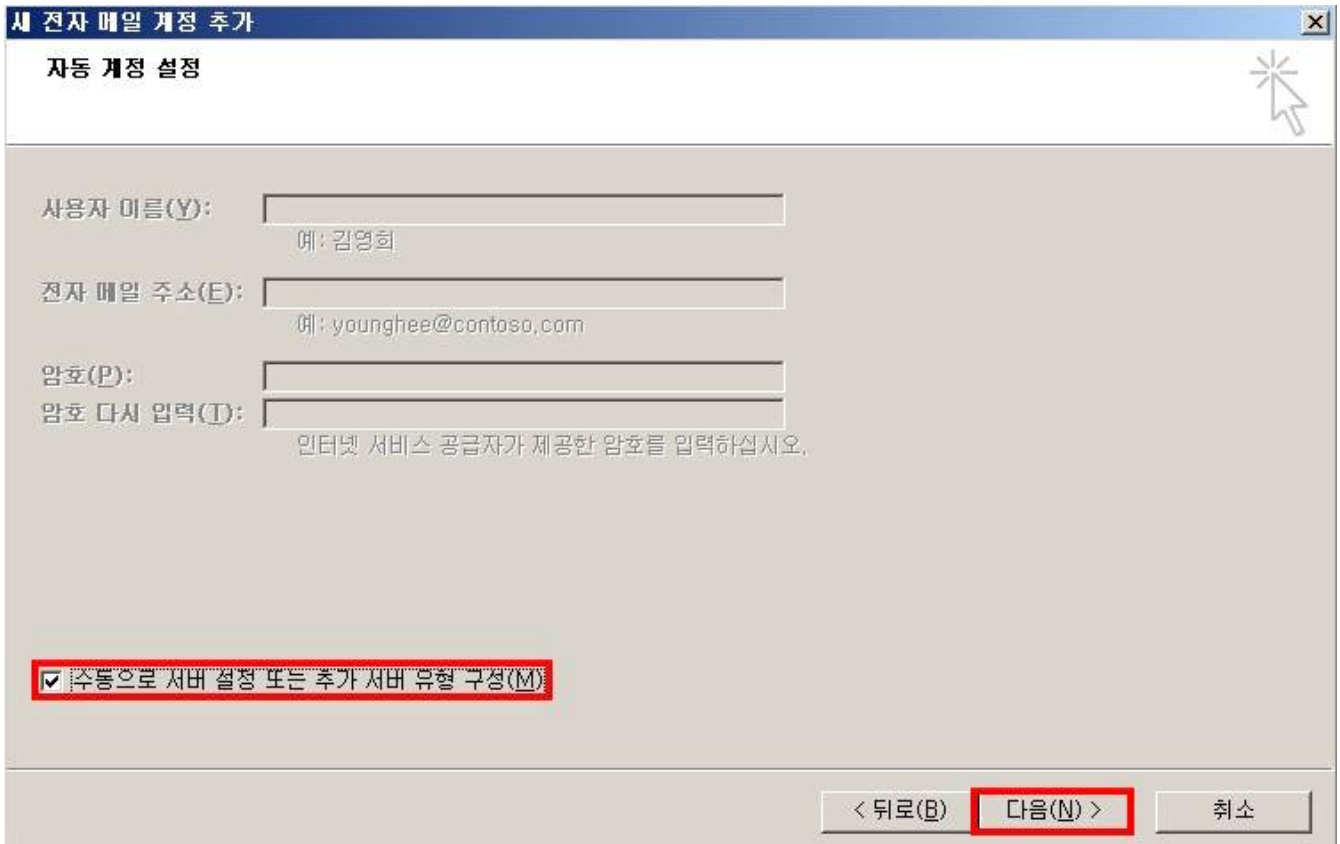 새 전자 메일 계정 추가
자동 계정 설정
사용자 이름(Y):
예: 김영희
전자 메일 주소(E):
예: younghee@contoso.com
암호(P):
암호 다시 입력(T):
인터넷 서비스 공급자가 제공한 암호를 입력하십시오.
수동으로 서버 설정 또는 추가 서버 유형 구성(M)
< 뒤로(B) 다음(N) > 취소